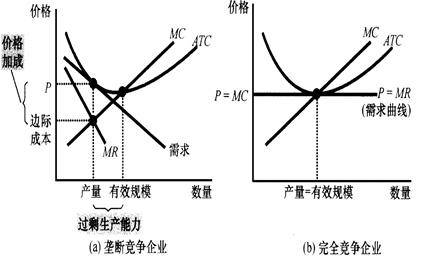 价格
MC
ATC
价格
加成
P
边际
成本
需求
MR
产量 有效规模 数量
过剩生产能力
(a) 垄断竞争企业
价格
MC
ATC
P = MC
P = MR
(需求曲线)
产量=有效规模 数量
(b) 完全竞争企业